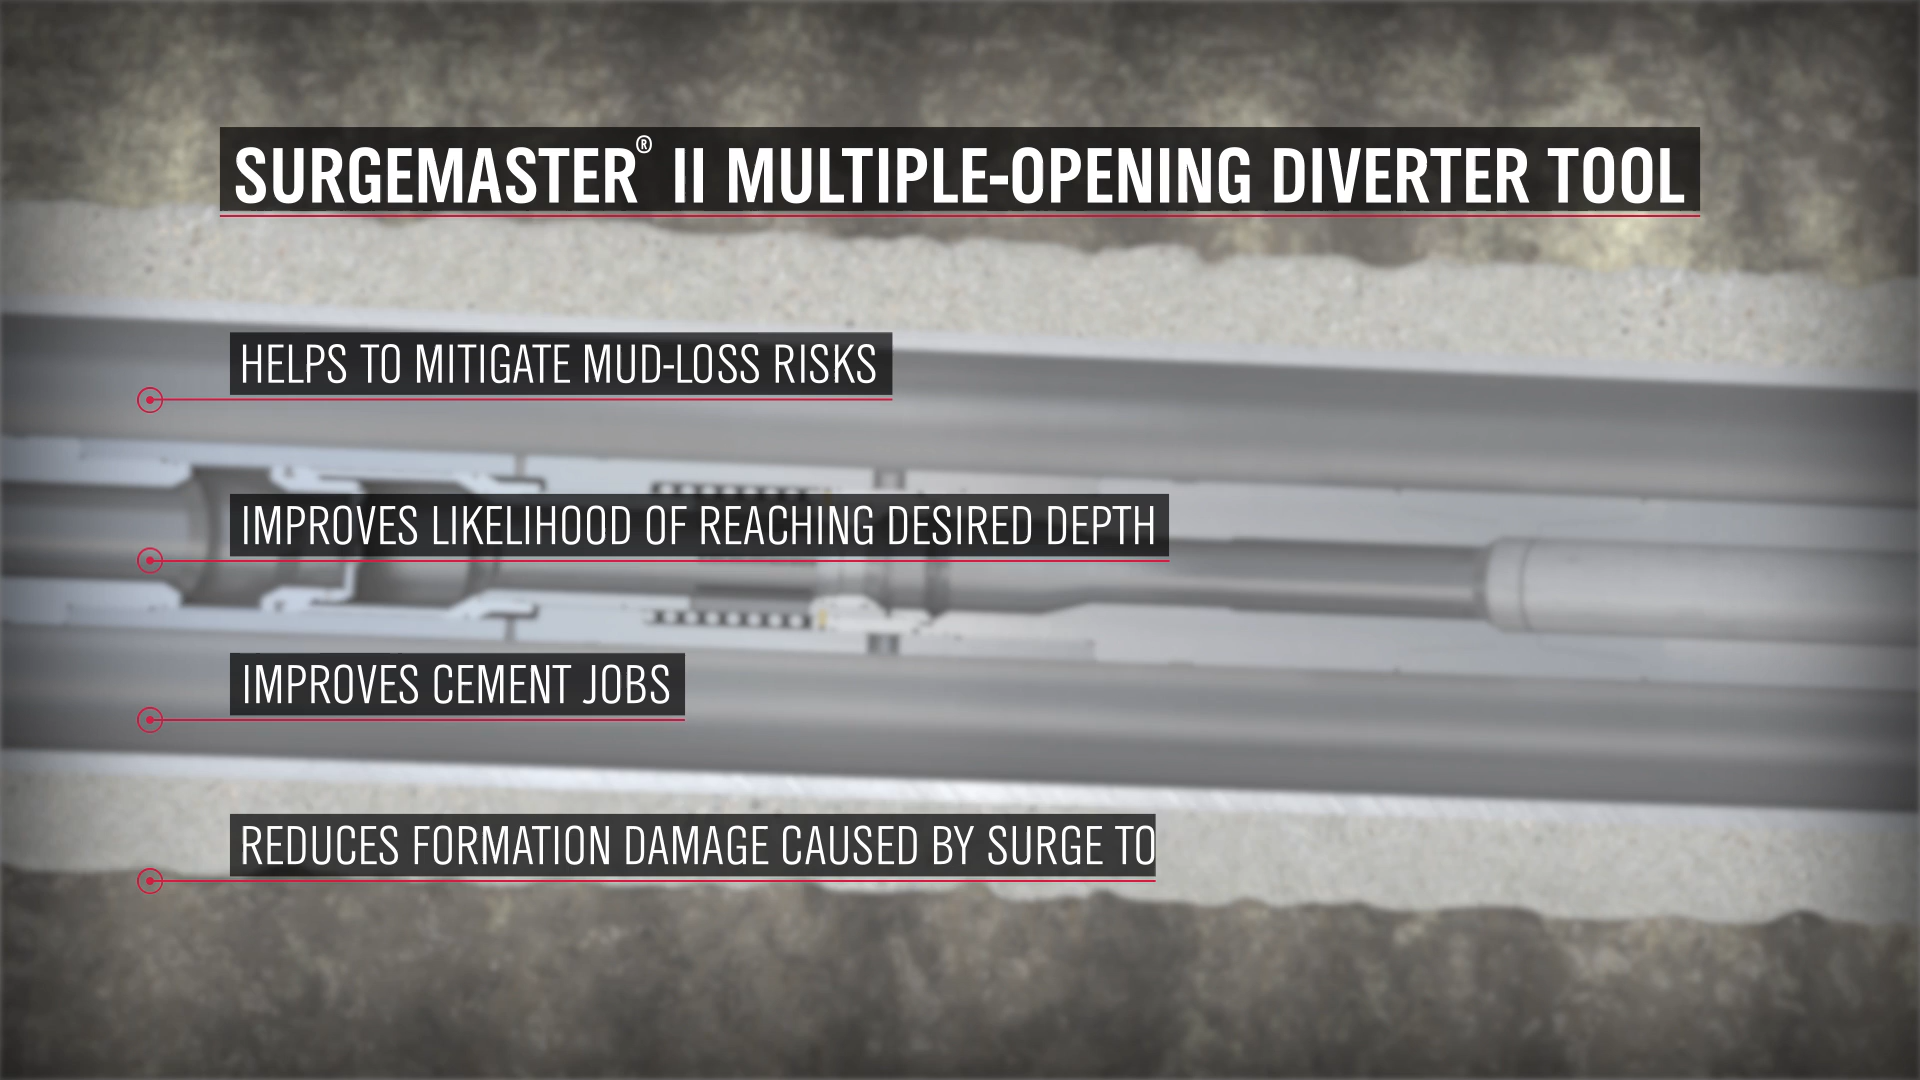 SURGEMASTER® II MULTIPLE-OPENING DIVERTER TOOL
HELPS TO MITIGATE MUD-LOSS RISKS
IMPROVES LIKELIHOOD OF REACHING DESIRED DEPTH
IMPROVES CEMENT JOBS
REDUCES FORMATION DAMAGE CAUSED BY SURGE TO